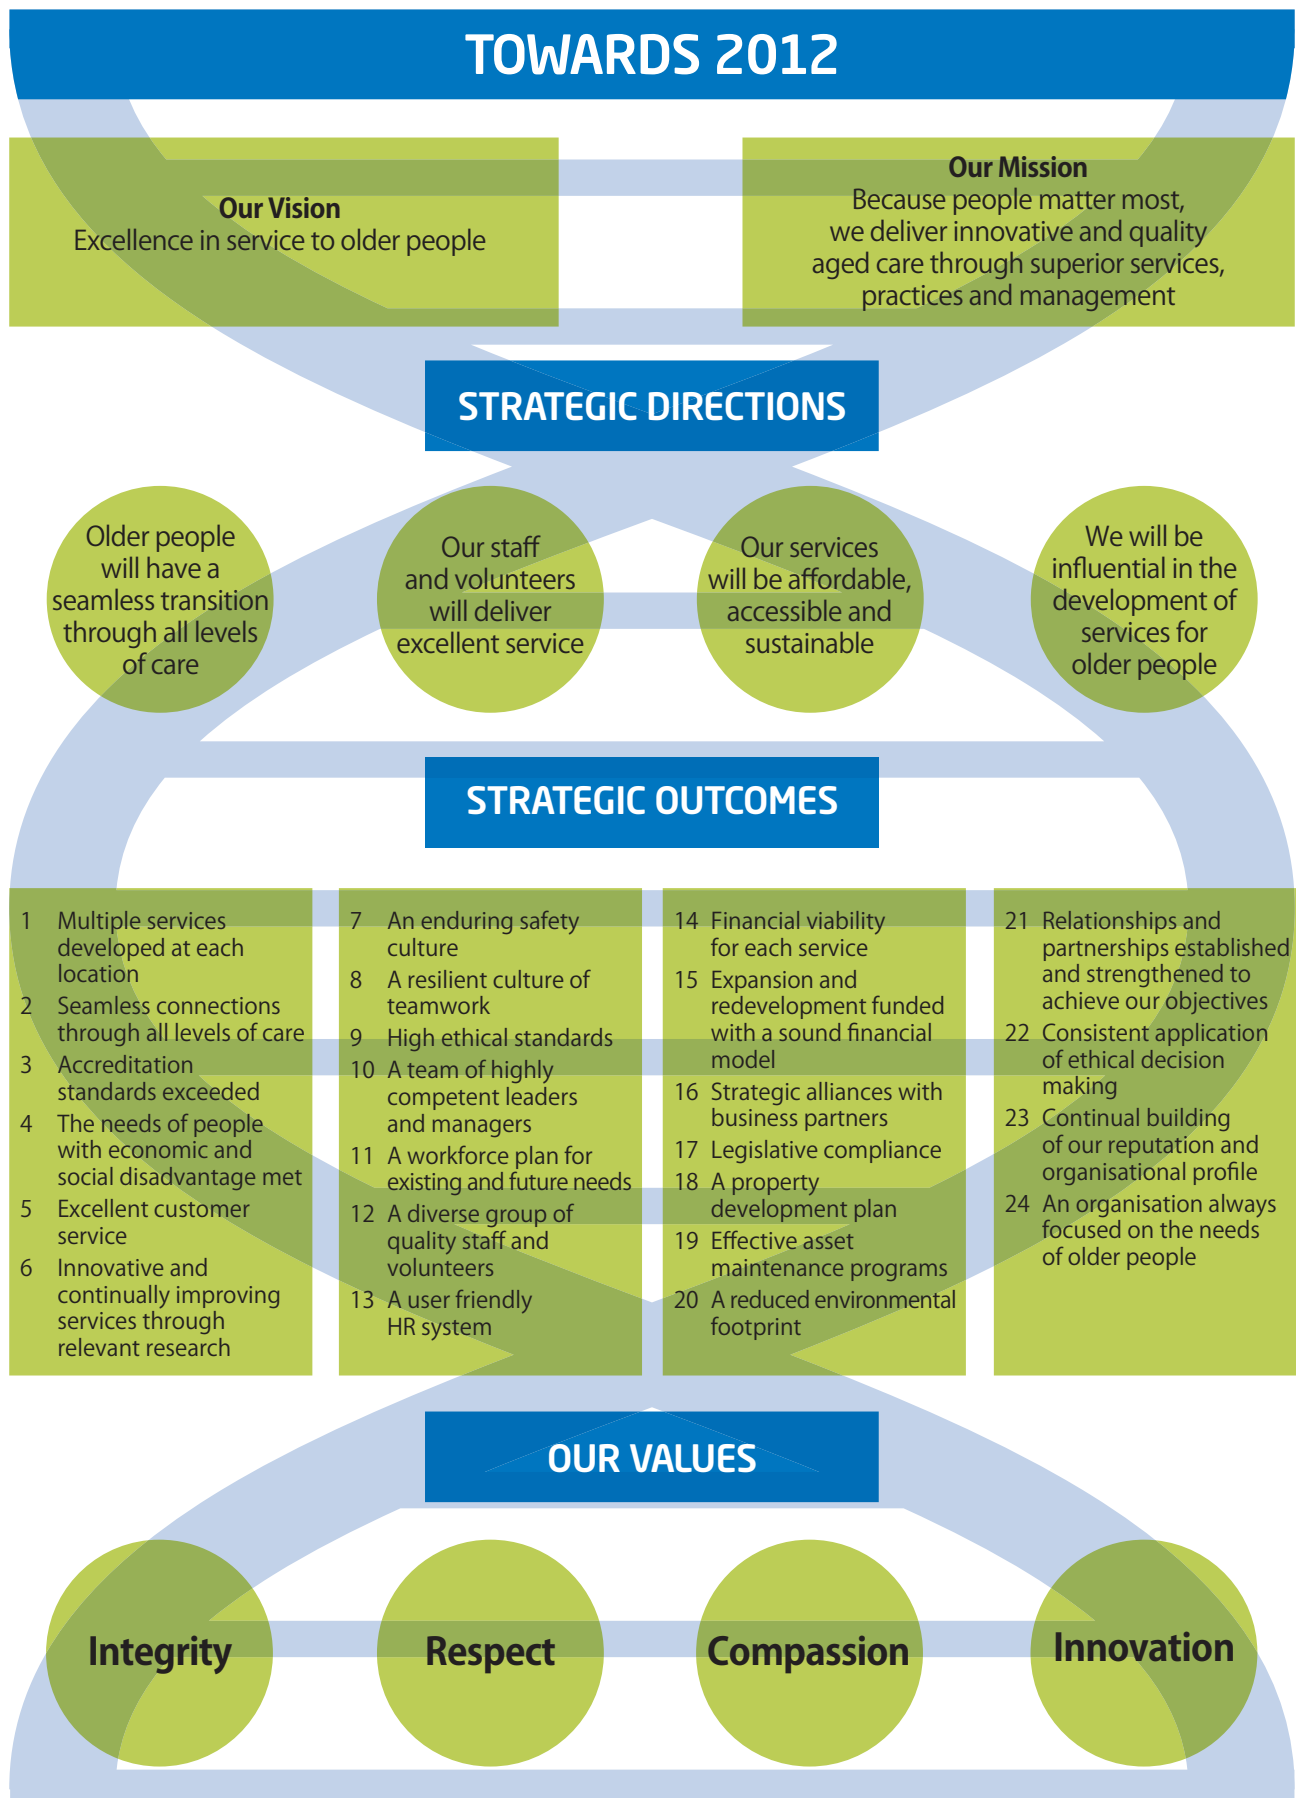 TOWARDS 2012
Our Vision
Excellence in service to older people
Our Mission
Because people matter most,
we deliver innovative and quality
aged care through superior services,
practices and management
STRATEGIC DIRECTIONS
Older people
will have a
seamless transition
through all levels
of care
Our staff
and volunteers
will deliver
excellent service
Our services
will be affordable,
accessible and
sustainable
We will be
influential in the
development of
services for
older people
STRATEGIC OUTCOMES
1 Multiple services
developed at each
location
2 Seamless connections
through all levels of care
3 Accreditation
standards exceeded
4 The needs of people
with economic and
social disadvantage met
5 Excellent customer
service
6 Innovative and
continually improving
services through
relevant research
7 An enduring safety
culture
8 A resilient culture of
teamwork
9 High ethical standards
10 A team of highly
competent leaders
and managers
11 A workforce plan for
existing and future needs
12 A diverse group of
quality staff and
volunteers
13 A user friendly
HR system
14 Financial viability
for each service
15 Expansion and
redevelopment funded
with a sound financial
model
16 Strategic alliances with
business partners
17 Legislative compliance
18 A property
development plan
19 Effective asset
maintenance programs
20 A reduced environmental
footprint
21 Relationships and
partnerships established
and strengthened to
achieve our objectives
22 Consistent application
of ethical decision
making
23 Continual building
of our reputation and
organisational profile
24 An organisation always
focused on the needs
of older people
OUR VALUES
Integrity
Respect
Compassion
Innovation